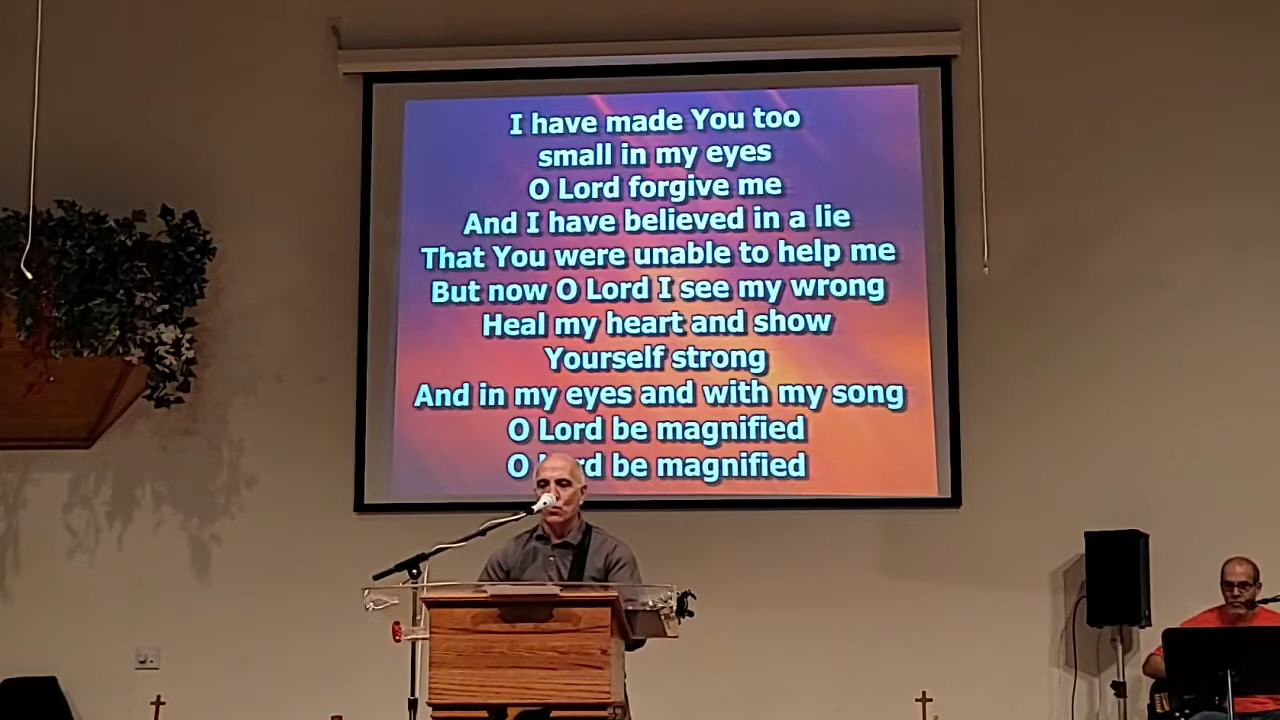 I have made You too
small in my eyes
O Lord forgive me
And I have believed in a lie
That You were unable to help me
But now O Lord I see my wrong
Heal my heart and show
Yourself strong
And in my eyes and with my song
O Lord be magnified
O Lord be magnified